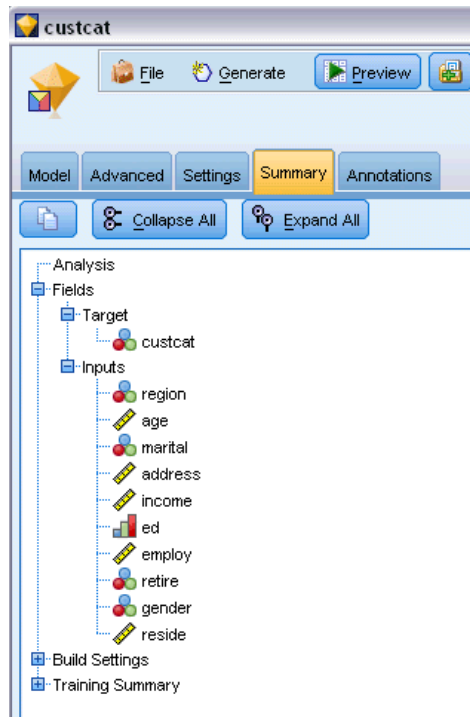 custcat
File Generate Preview
Model Advanced Settings Summary Annotations
Collapse All Expand All
Analysis
Fields
Target
custcat
Inputs
region
age
marital
address
income
ed
employ
retire
gender
reside
Build Settings
Training Summary